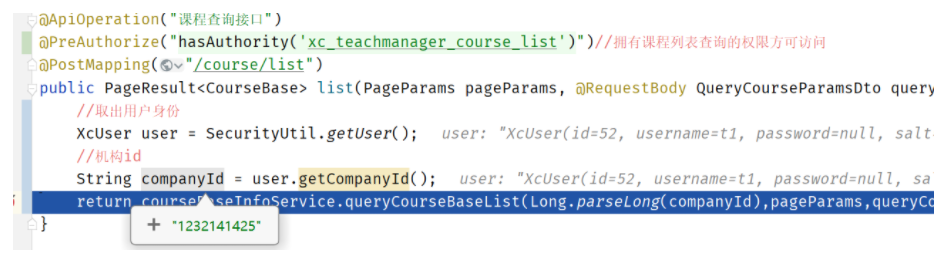 @ApiOperation("课程查询接口")
@PreAuthorize("hasAuthority('xc_teachmanager_course_list')")//拥有课程列表查询的权限方可访问
@PostMapping("/course/list")
public PageResult<CourseBase> list(PageParams pageParams, @RequestBody QueryCourseParamsDto query
//取出用户身份
XcUser user = SecurityUtil.getUser(); user: "XcUser(id=52, username=t1, password=null, salt=
//机构id
String companyId = user.getCompanyId(); user: "XcUser(id=52, username=t1, password=null, sal
return courseBaseInfoService.queryCourseBaseList(Long.parseLong(companyId),pageParams,queryCo
+ "1232141425"
}